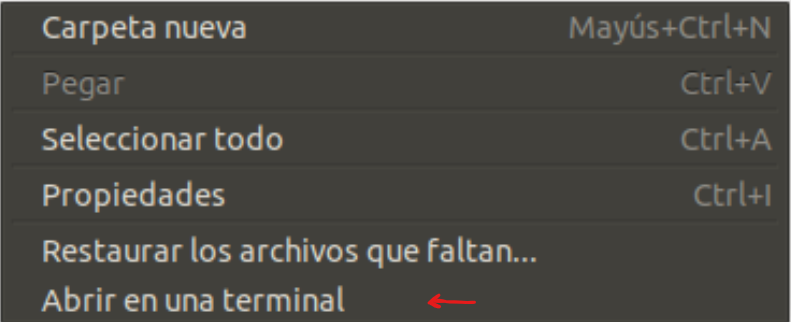 Carpeta nueva Mayús+Ctrl+N
Pegar Ctrl+V
Seleccionar todo Ctrl+A
Propiedades Ctrl+I
Restaurar los archivos que faltan...
Abrir en una terminal